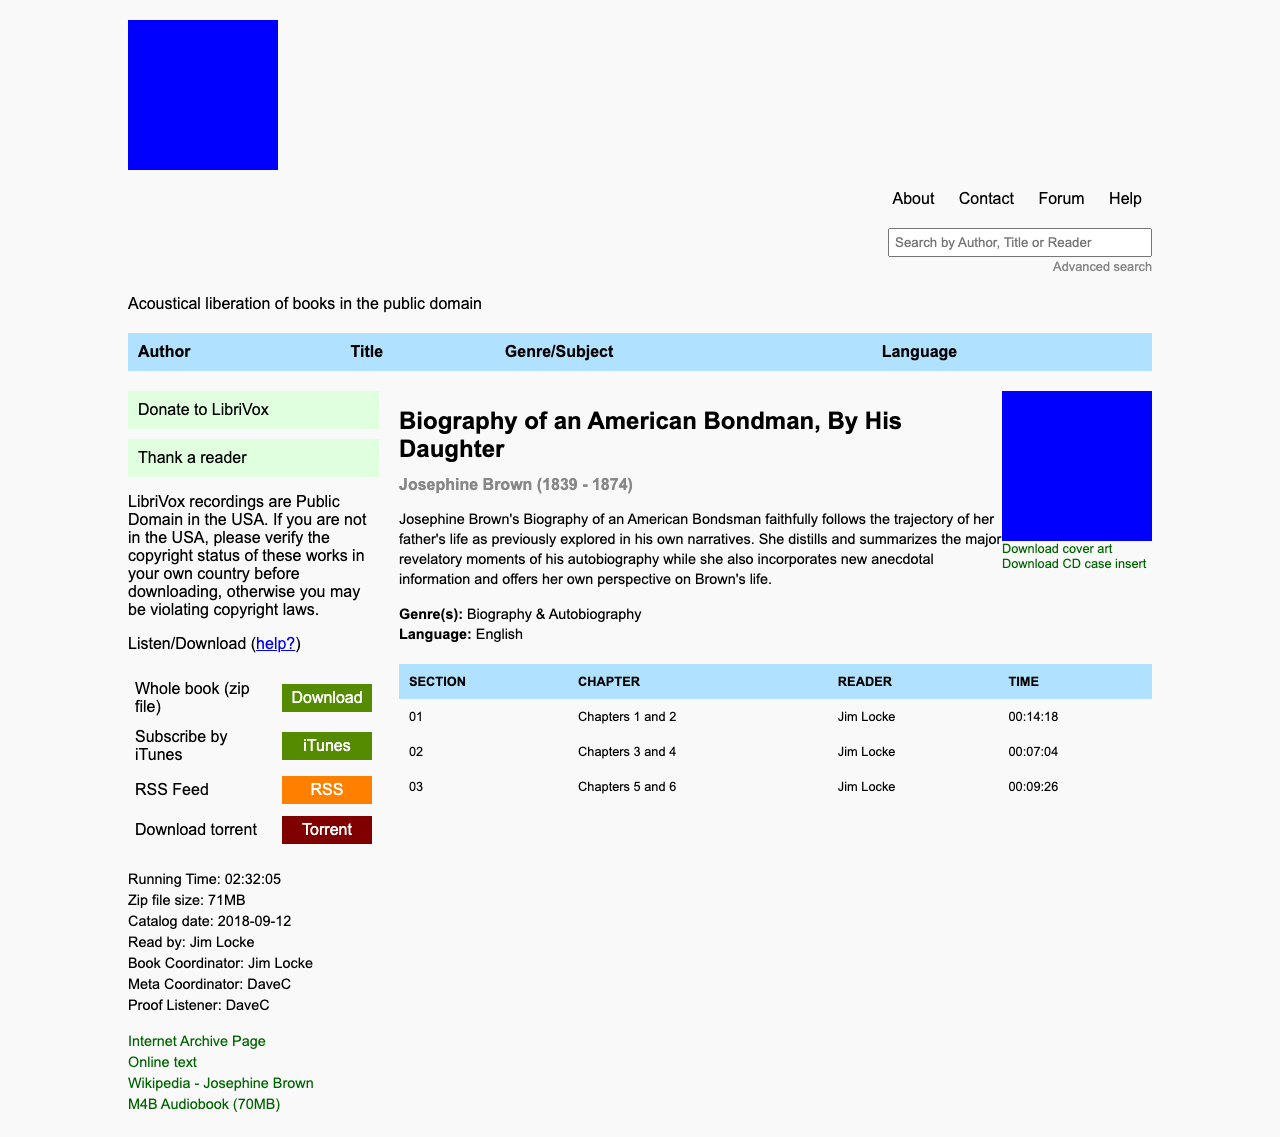 About Contact Forum Help
Search by Author, Title or Reader
Advanced search
Acoustical liberation of books in the public domain
Author Title Genre/Subject Language
Donate to LibriVox
Thank a reader
LibriVox recordings are Public
Domain in the USA. If you are not
in the USA, please verify the
copyright status of these works in
your own country before
downloading, otherwise you may
be violating copyright laws.
Listen/Download (help?)
Whole book (zip
file)
Download
Subscribe by
iTunes
iTunes
RSS Feed RSS
Download torrent Torrent
Running Time: 02:32:05
Zip file size: 71MB
Catalog date: 2018-09-12
Read by: Jim Locke
Book Coordinator: Jim Locke
Meta Coordinator: DaveC
Proof Listener: DaveC
Internet Archive Page
Online text
Wikipedia - Josephine Brown
M4B Audiobook (70MB)
Biography of an American Bondman, By His
Daughter
Josephine Brown (1839 - 1874)
Josephine Brown's Biography of an American Bondsman faithfully follows the trajectory of her
father's life as previously explored in his own narratives. She distills and summarizes the major
revelatory moments of his autobiography while she also incorporates new anecdotal
information and offers her own perspective on Brown's life.
Genre(s): Biography & Autobiography
Language: English
Download cover art
Download CD case insert
SECTION CHAPTER READER TIME
01 Chapters 1 and 2 Jim Locke 00:14:18
02 Chapters 3 and 4 Jim Locke 00:07:04
03 Chapters 5 and 6 Jim Locke 00:09:26